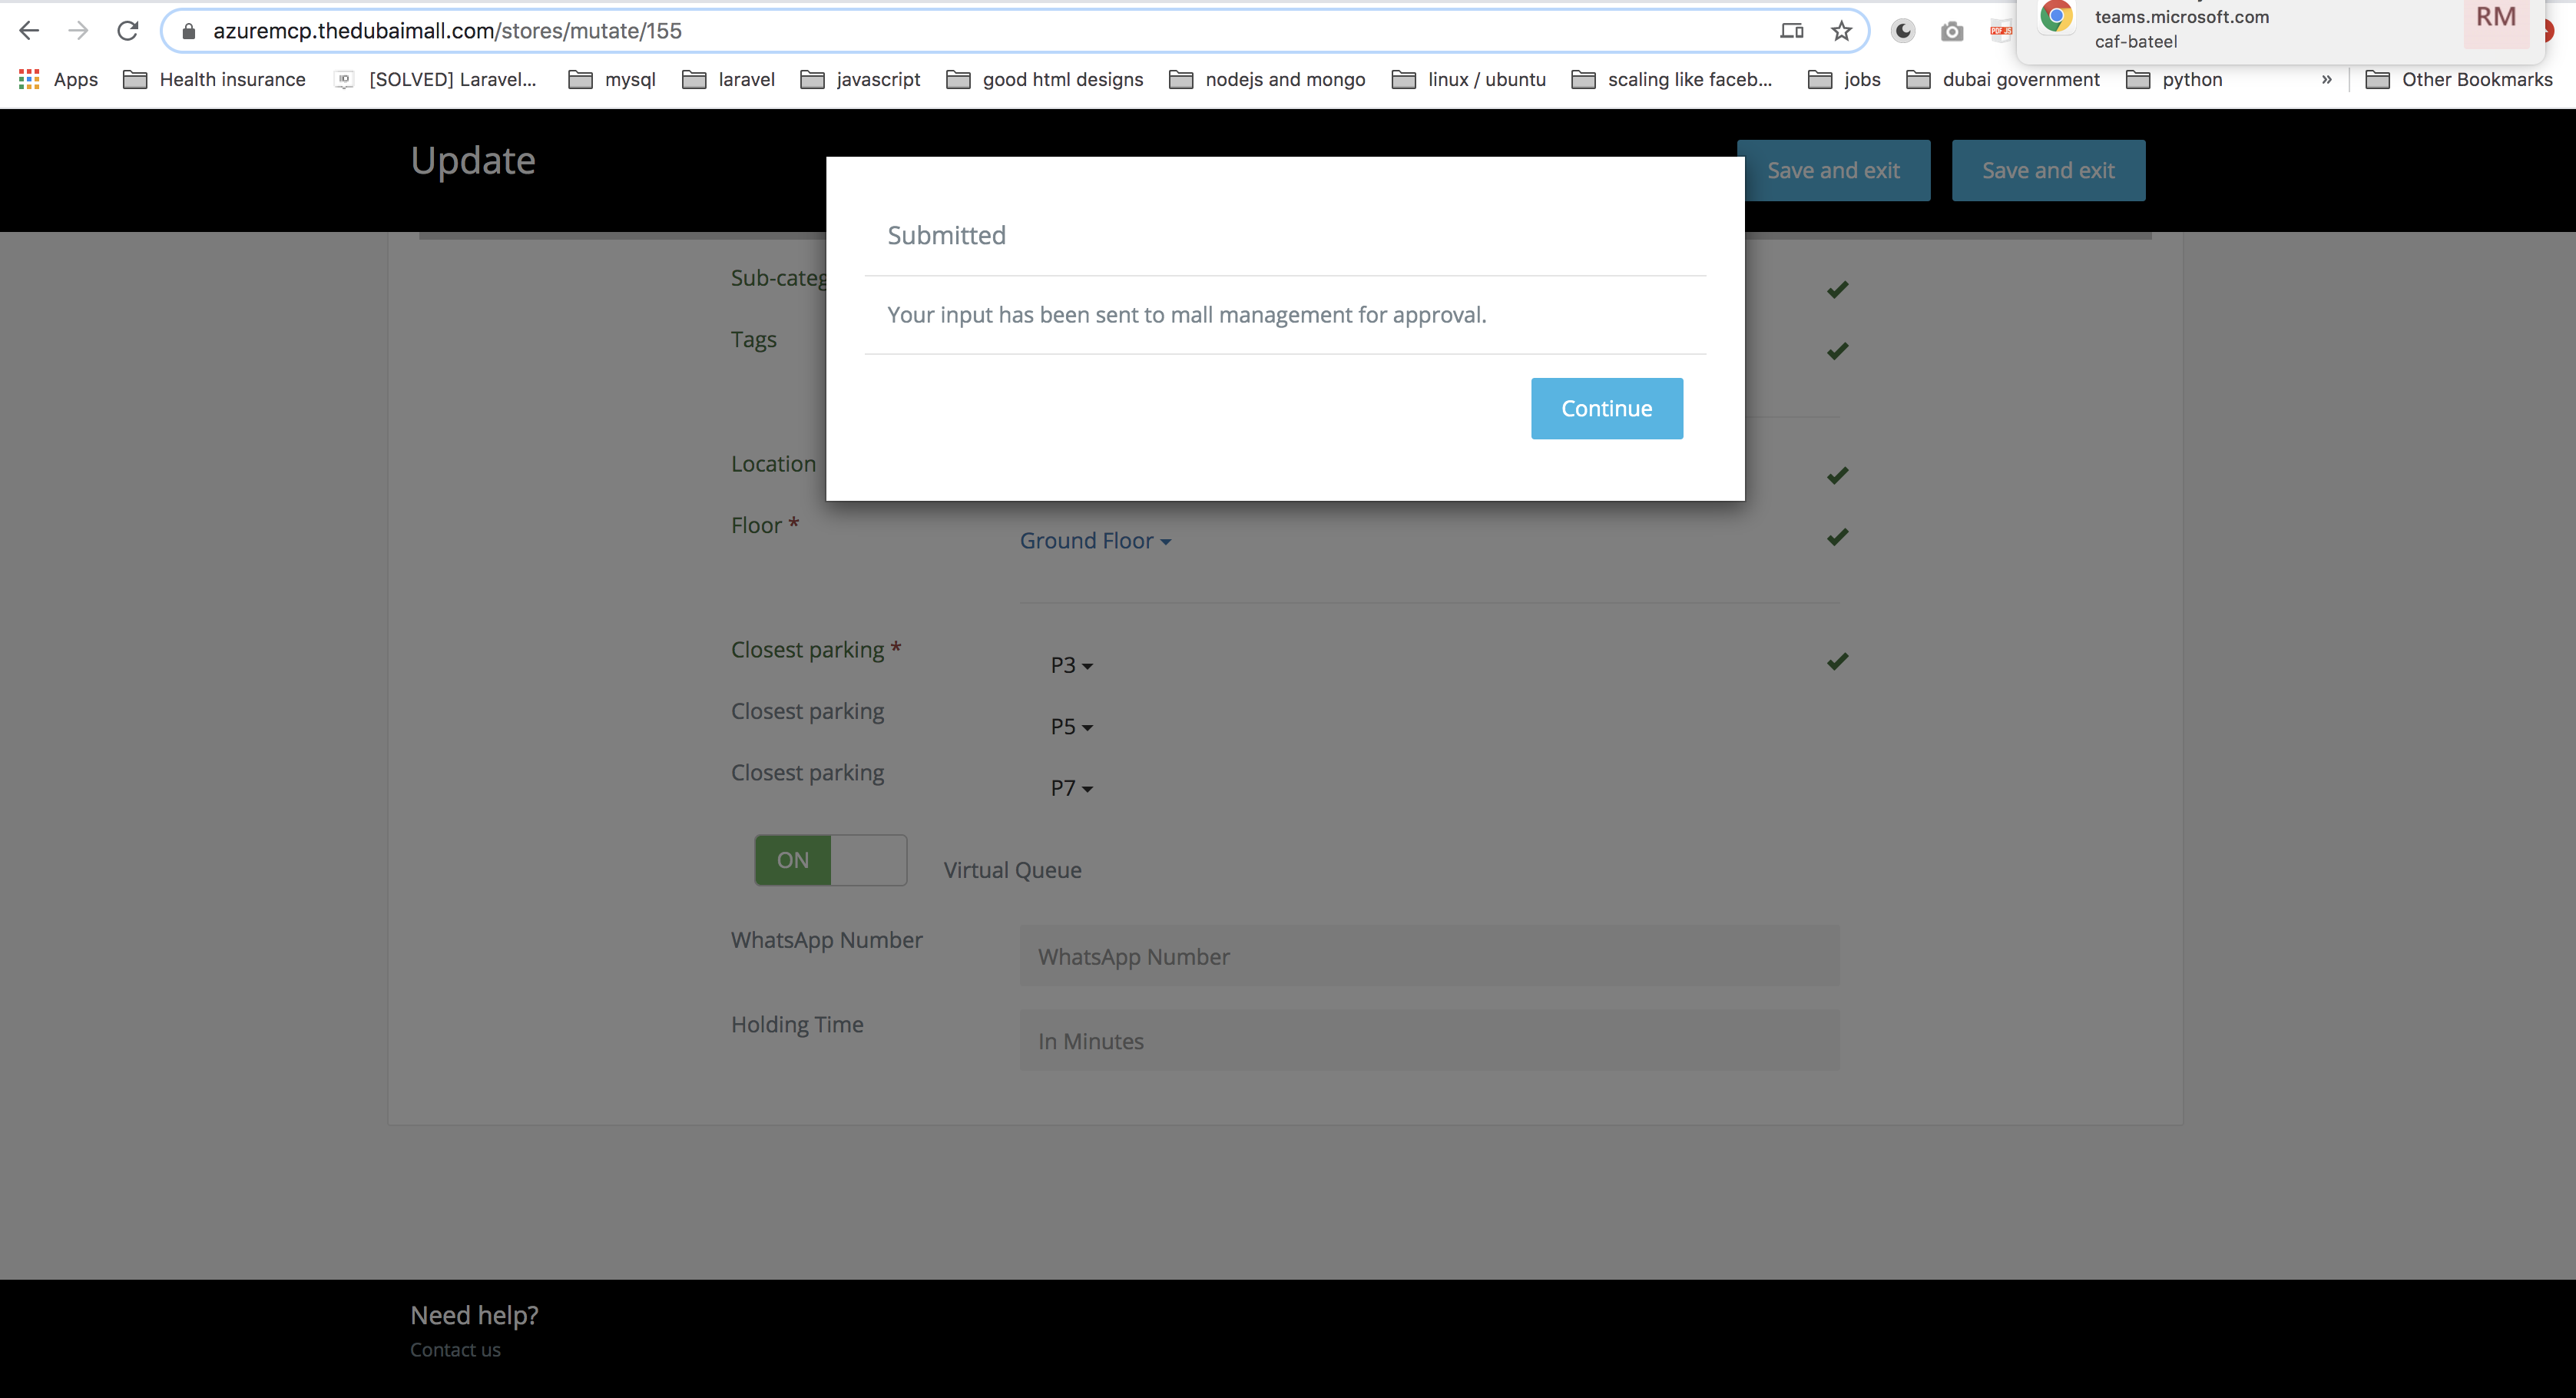 azuremcp.thedubaimall.com/stores/mutate/155
teams.microsoft.com
caf-bateel
RM
Apps Health insurance [SOLVED] Laravel... mysql laravel javascript good html designs nodejs and mongo linux / ubuntu scaling like faceb... jobs dubai government python » Other Bookmarks
Update
Save and exit Save and exit
Submitted
Your input has been sent to mall management for approval.
Continue
Sub-categ
Tags
Location
Floor * Ground Floor
Closest parking * P3
Closest parking P5
Closest parking P7
ON Virtual Queue
WhatsApp Number WhatsApp Number
Holding Time In Minutes
Need help?
Contact us